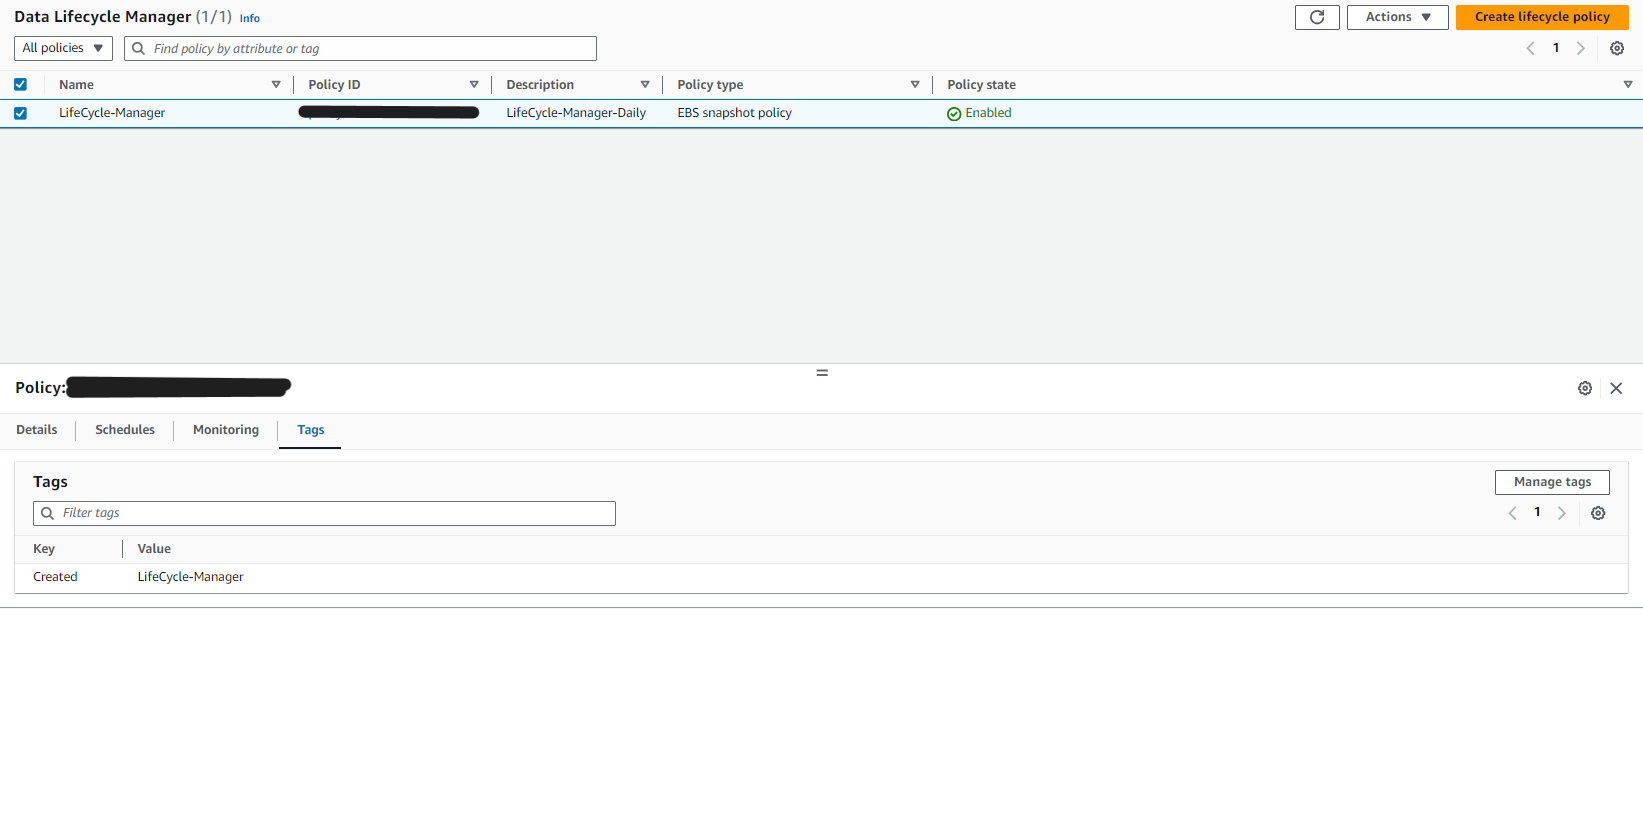 Data Lifecycle Manager (1/1) Info
Actions
Create lifecycle policy
All policies
Find policy by attribute or tag
1
Name Policy ID Description Policy type Policy state
LifeCycle-Manager LifeCycle-Manager-Daily EBS snapshot policy Enabled
Policy:
Details Schedules Monitoring Tags
Tags
Manage tags
Filter tags
1
Key Value
Created LifeCycle-Manager